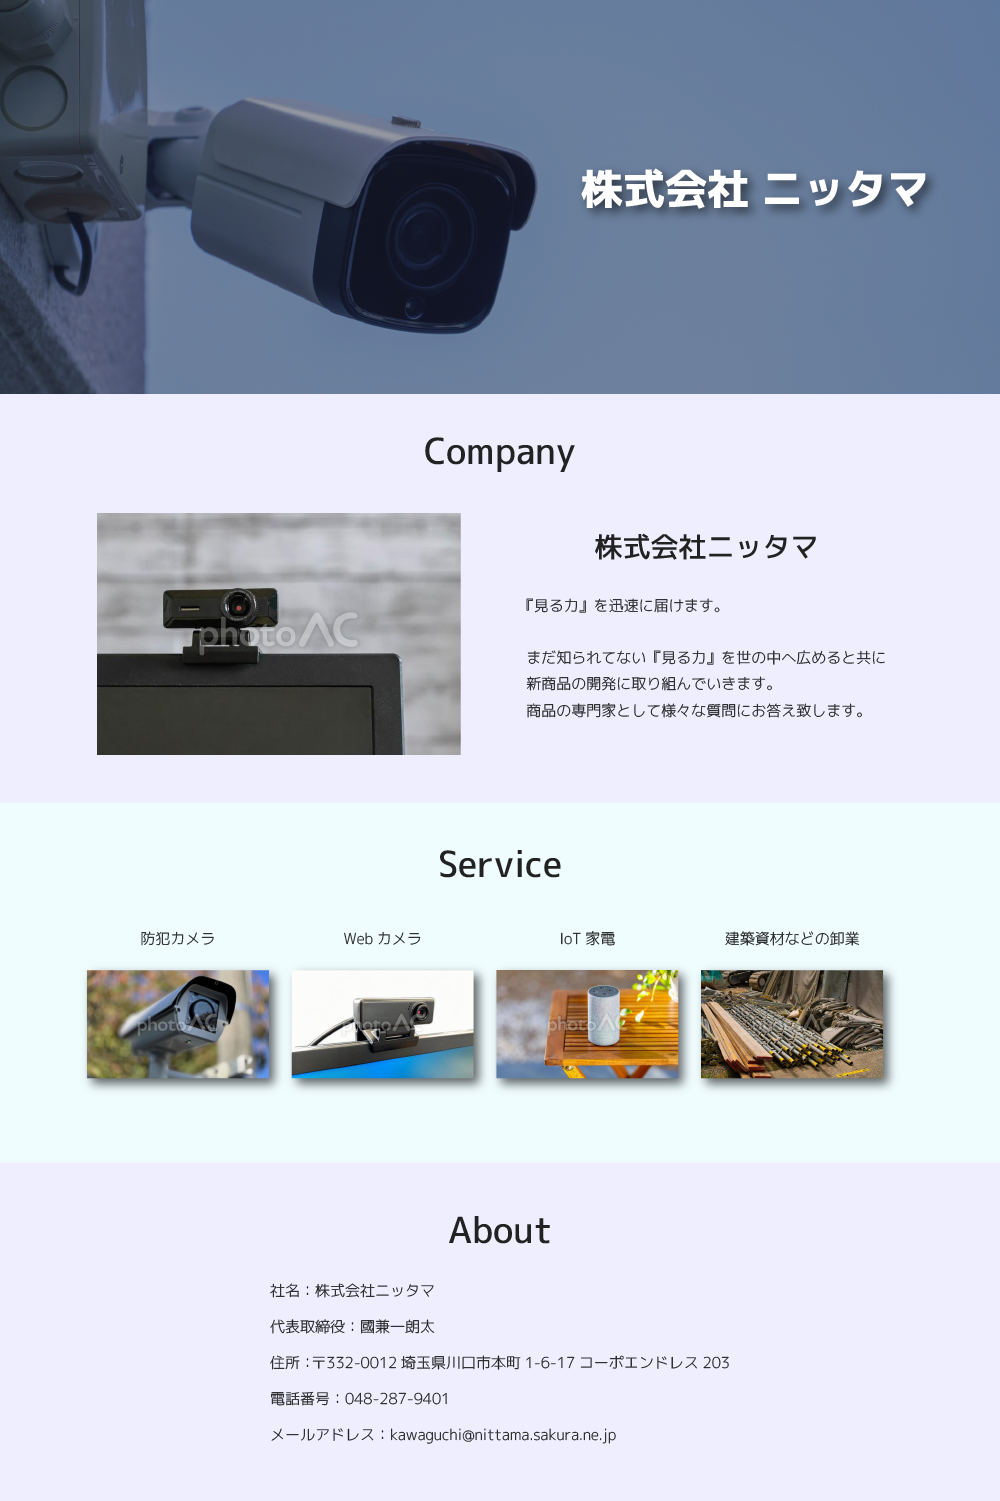 株式会社 ニッタマ
Company
photoAC
株式会社ニッタマ
『見る力』を迅速に届けます。
まだ知られてない『見る力』を世の中へ広めると共に
新商品の開発に取り組んでいきます。
商品の専門家として様々な質問にお答え致します。
Service
防犯カメラ
Web カメラ
IoT 家電
建築資材などの卸業
photoAC
photoAC
photoAC
photoAC
About
社名：株式会社ニッタマ
代表取締役：國兼一朗太
住所：〒332-0012 埼玉県川口市本町 1-6-17 コーポエンドレス 203
電話番号：048-287-9401
メールアドレス：kawaguchi@nittama.sakura.ne.jp